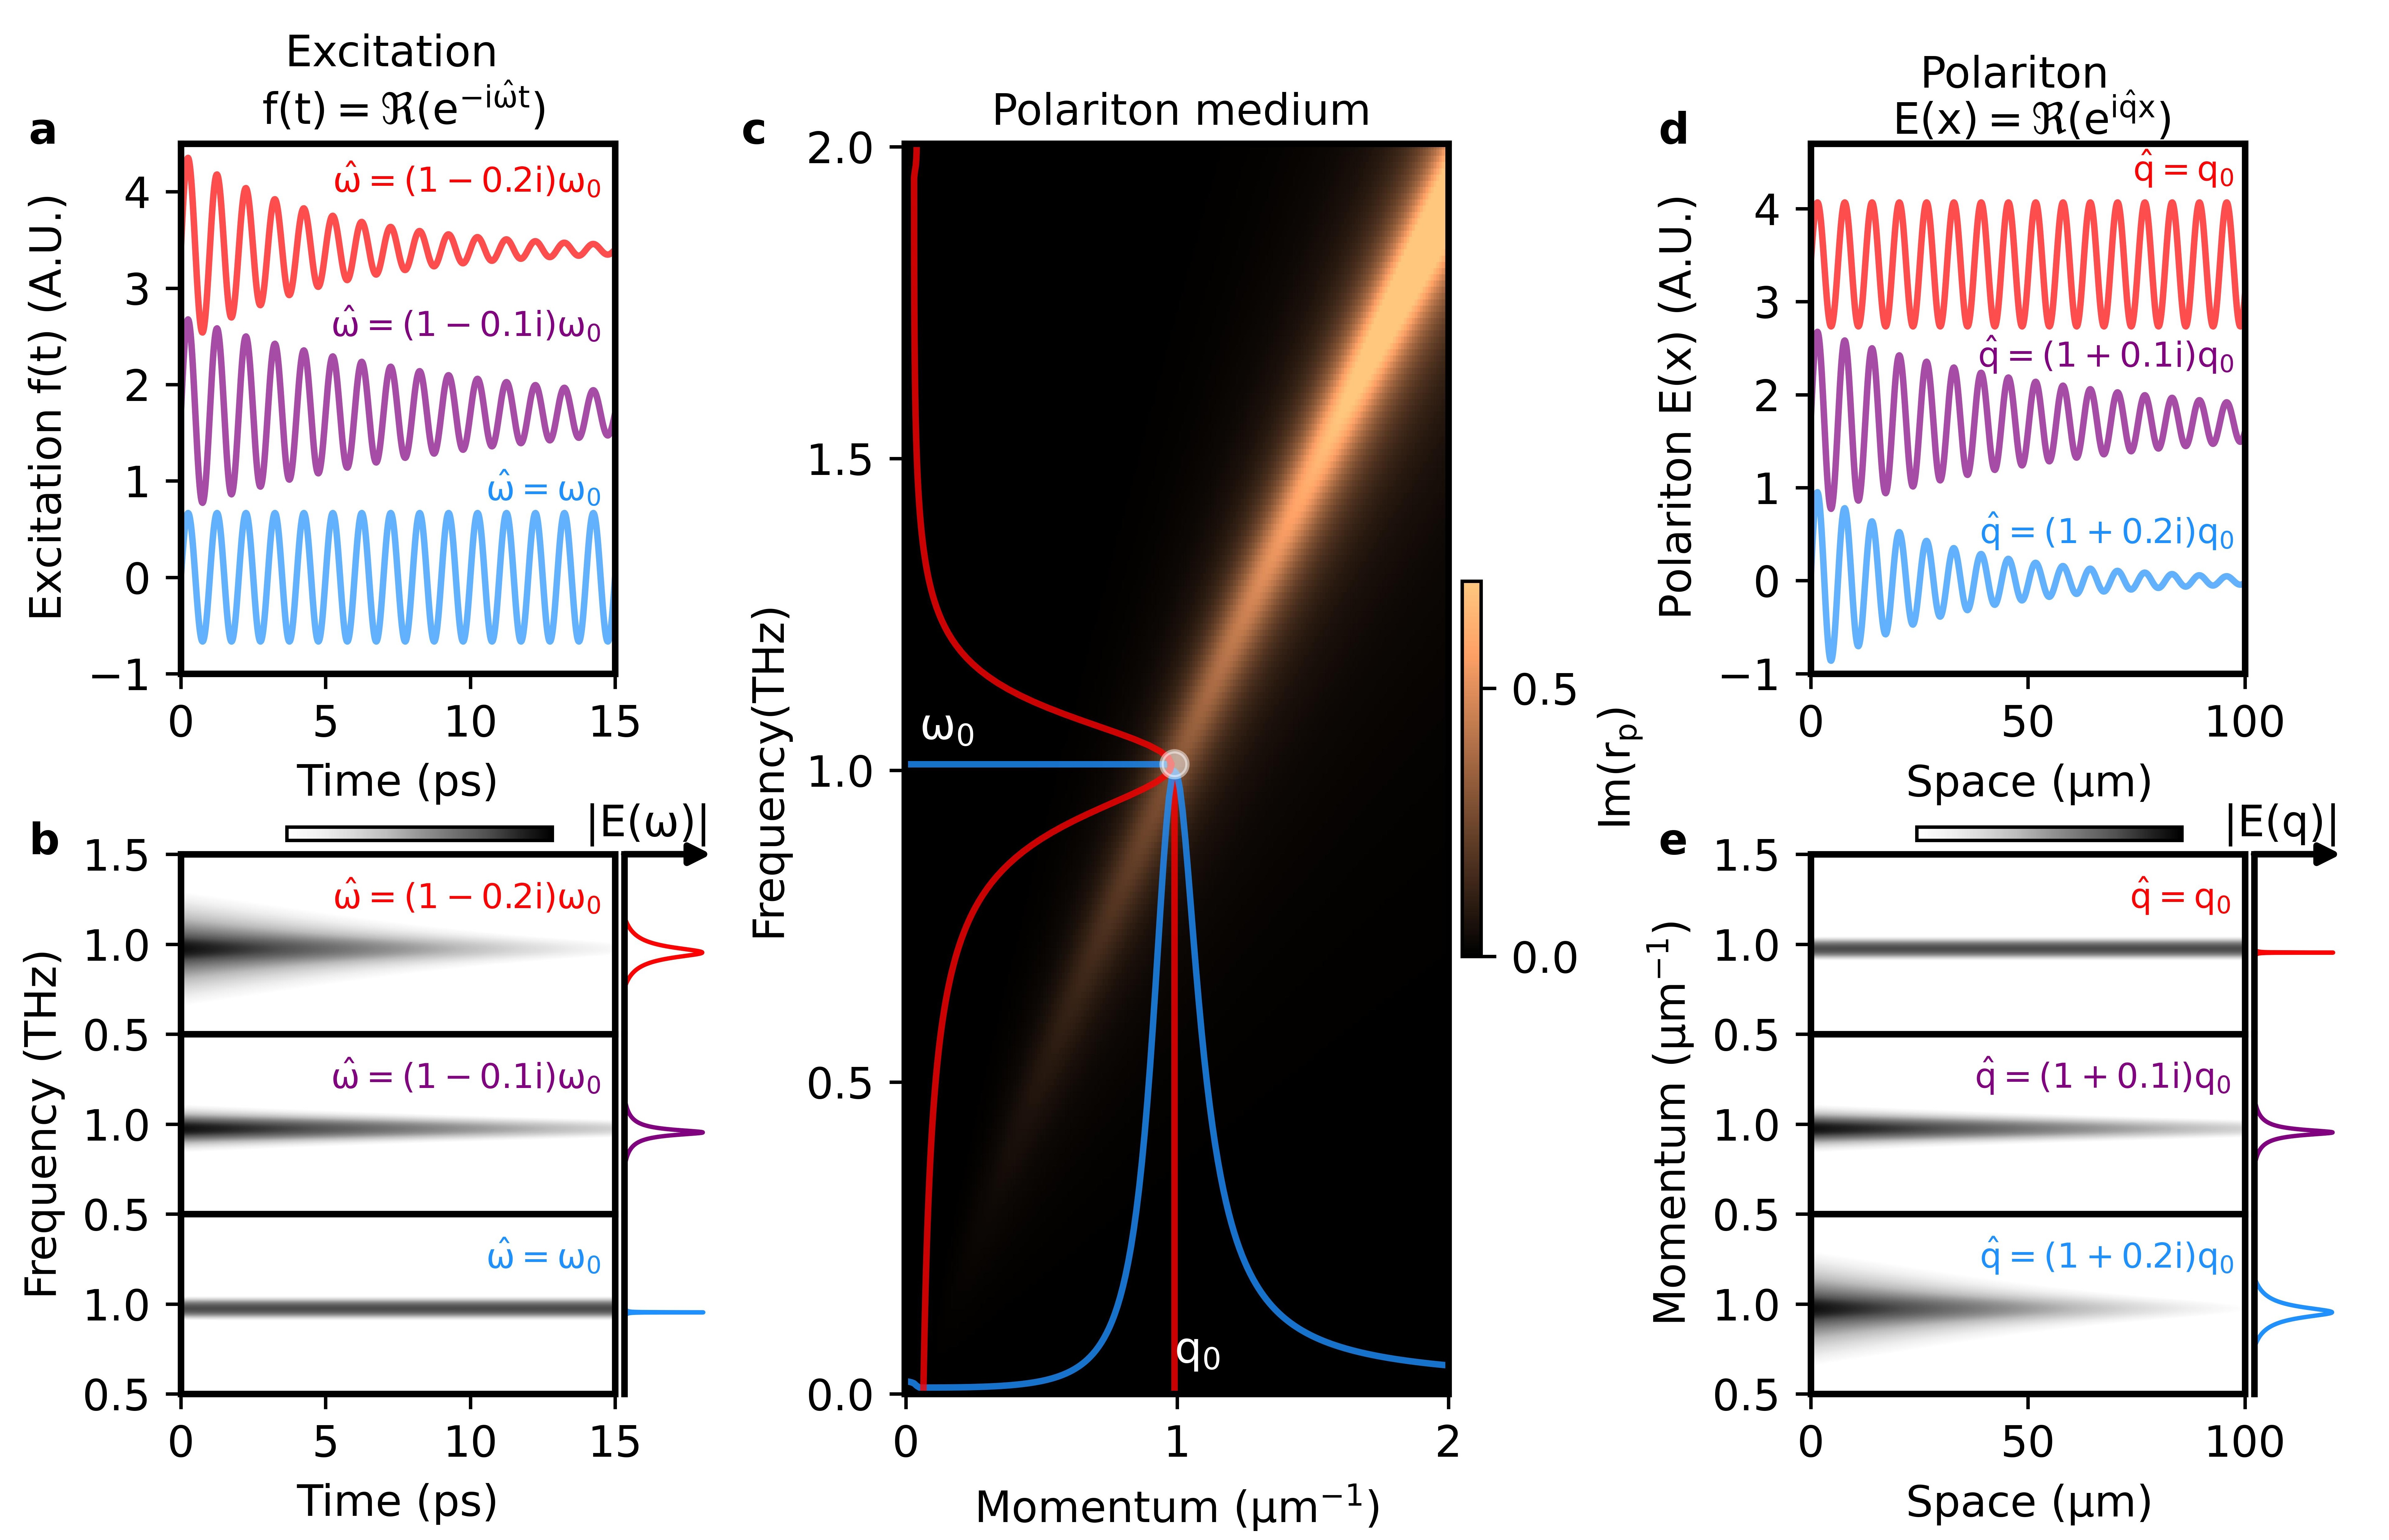 a
Excitation
f(t) = ℜ(e^{−iω̂t})
Excitation f(t) (A.U.)
4
3
2
1
0
−1
ω̂ = (1 − 0.2i)ω₀
ω̂ = (1 − 0.1i)ω₀
ω̂ = ω₀
0 5 10 15
Time (ps)
b
|E(ω)|
Frequency (THz)
1.5
1.0
0.5
1.0
0.5
1.0
0.5
ω̂ = (1 − 0.2i)ω₀
ω̂ = (1 − 0.1i)ω₀
ω̂ = ω₀
0 5 10 15
Time (ps)
c
Polariton medium
Frequency(THz)
2.0
1.5
1.0
0.5
0.0
ω₀
q₀
0 1 2
Momentum (μm⁻¹)
0.5
0.0
Im(rₚ)
d
Polariton
E(x) = ℜ(e^{iq̂x})
Polariton E(x) (A.U.)
4
3
2
1
0
−1
q̂ = q₀
q̂ = (1 + 0.1i)q₀
q̂ = (1 + 0.2i)q₀
0 50 100
Space (μm)
e
|E(q)|
Momentum (μm⁻¹)
1.5
1.0
0.5
1.0
0.5
1.0
0.5
q̂ = q₀
q̂ = (1 + 0.1i)q₀
q̂ = (1 + 0.2i)q₀
0 50 100
Space (μm)